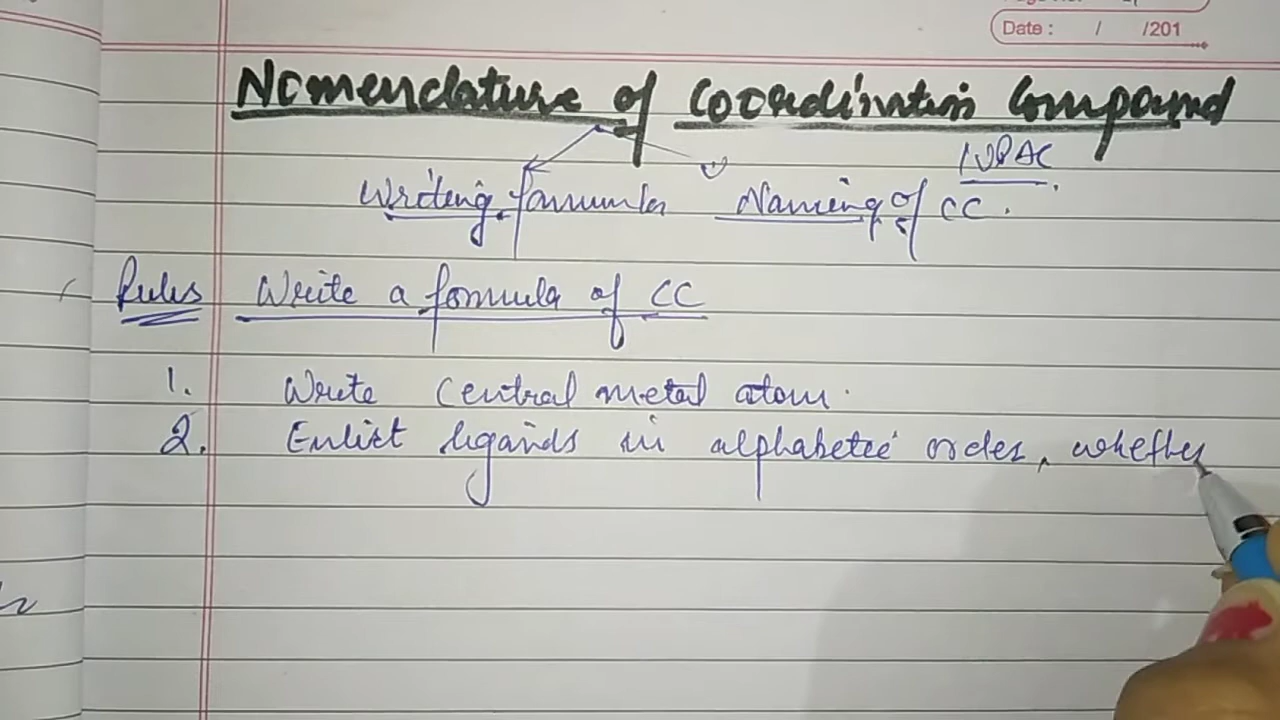 Date : / /201
Nomenclature of Coordination Compound
IUPAC
Writing formula Naming of CC.
Rules Write a formula of CC
1. Write Central metal atom.
2. Enlist ligands in alphabetic order, whether